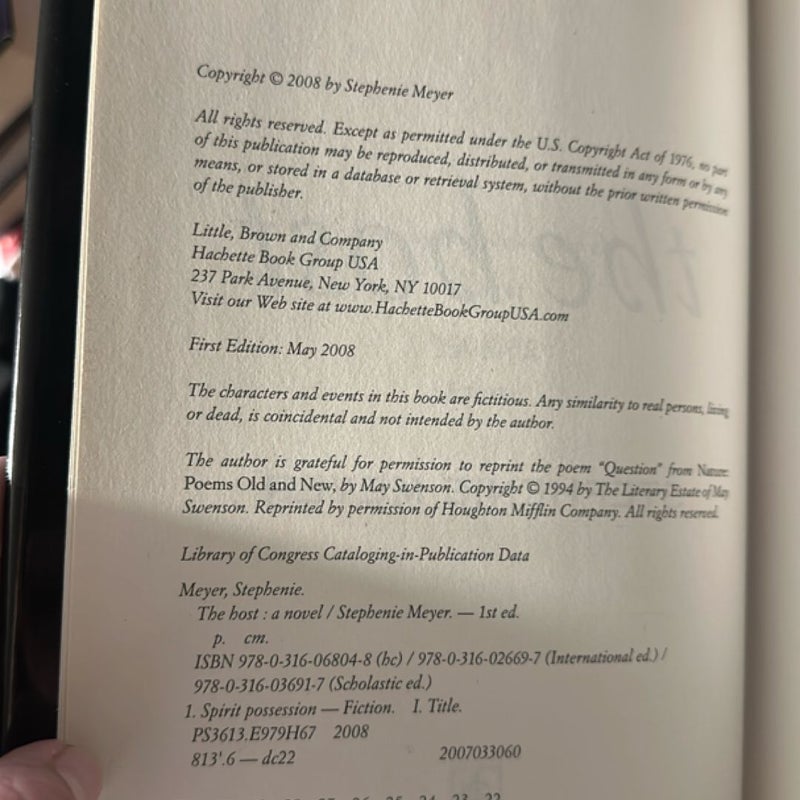 Copyright © 2008 by Stephenie Meyer
All rights reserved. Except as permitted under the U.S. Copyright Act of 1976, no part
of this publication may be reproduced, distributed, or transmitted in any form or by any
means, or stored in a database or retrieval system, without the prior written permission
of the publisher.
Little, Brown and Company
Hachette Book Group USA
237 Park Avenue, New York, NY 10017
Visit our Web site at www.HachetteBookGroupUSA.com
First Edition: May 2008
The characters and events in this book are fictitious. Any similarity to real persons, living
or dead, is coincidental and not intended by the author.
The author is grateful for permission to reprint the poem "Question" from Nature:
Poems Old and New, by May Swenson. Copyright © 1994 by The Literary Estate of May
Swenson. Reprinted by permission of Houghton Mifflin Company. All rights reserved.
Library of Congress Cataloging-in-Publication Data
Meyer, Stephenie.
The host : a novel / Stephenie Meyer. — 1st ed.
p. cm.
ISBN 978-0-316-06804-8 (hc) / 978-0-316-02669-7 (International ed.) /
978-0-316-03691-7 (Scholastic ed.)
1. Spirit possession — Fiction. I. Title.
PS3613.E979H67 2008
813'.6 — dc22 2007033060
25 24 23 22